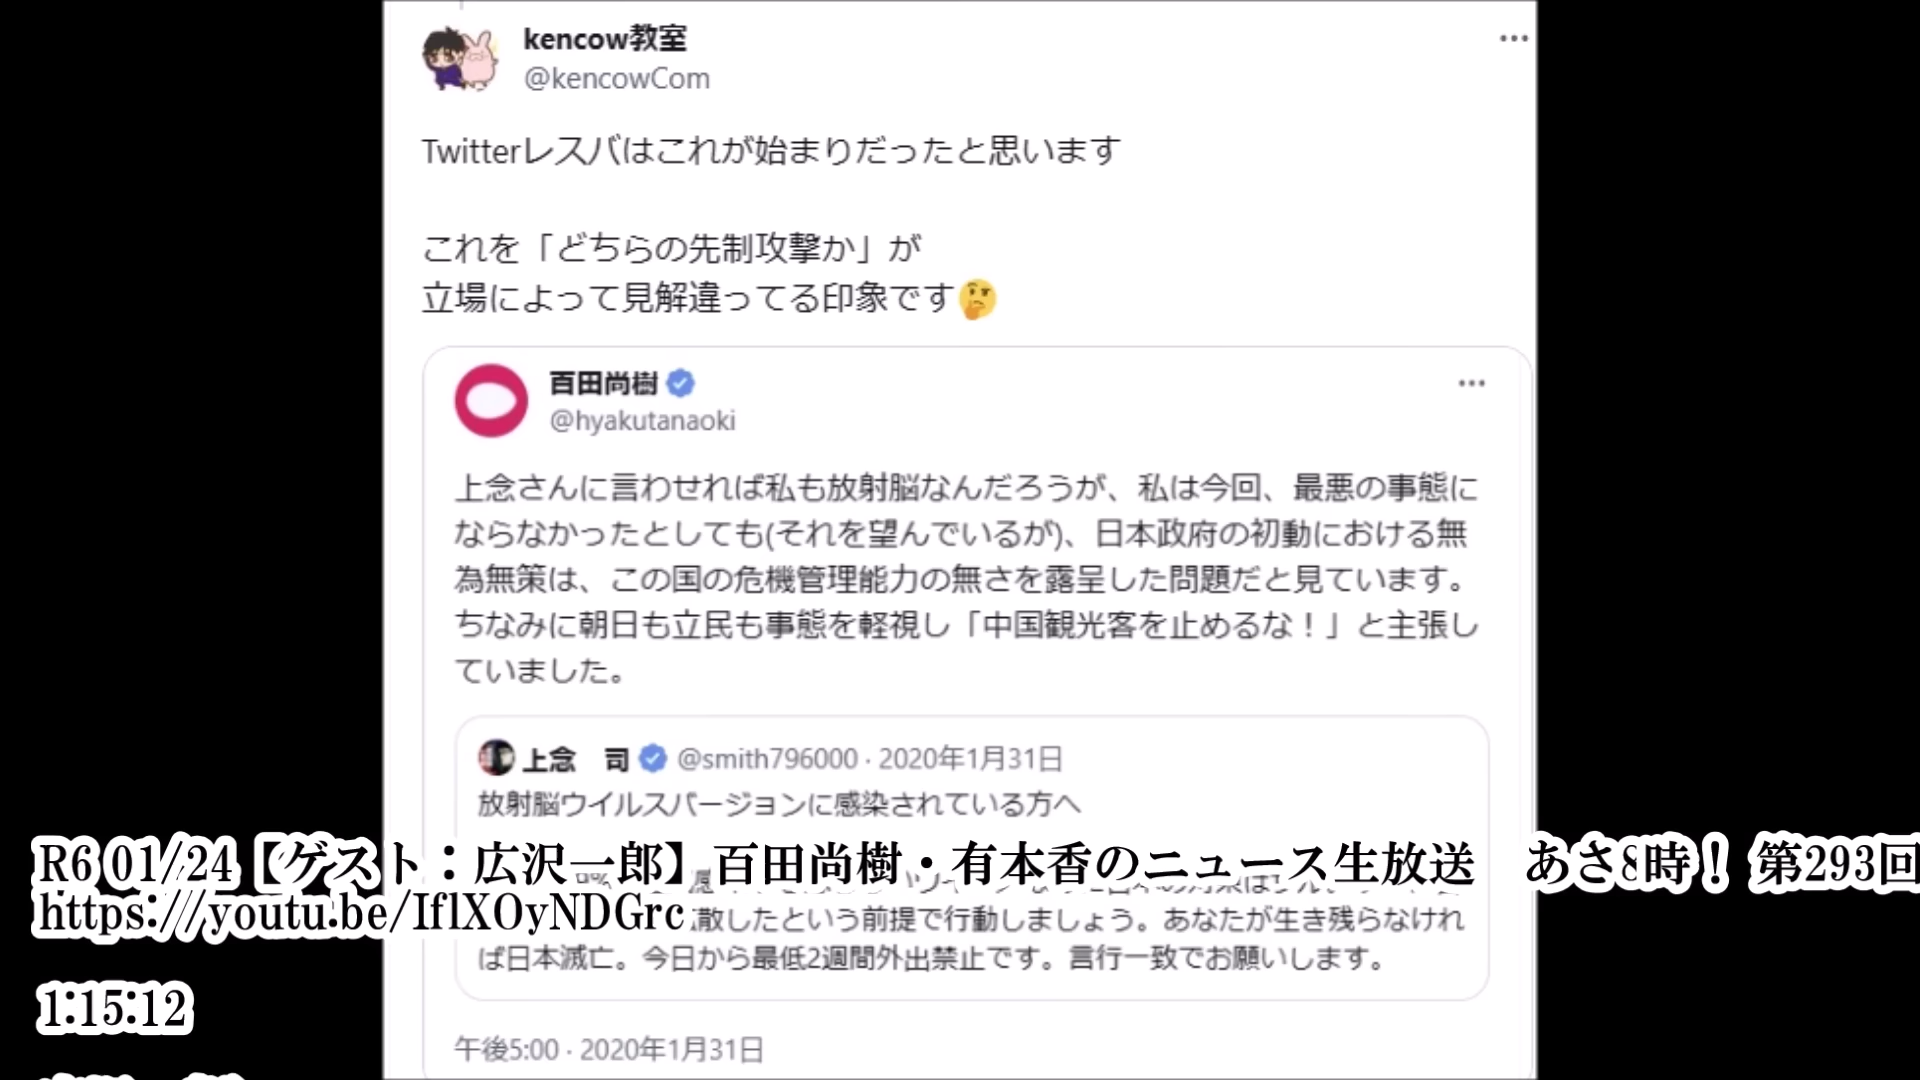 kencow教室
@kencowCom
Twitterレスバはこれが始まりだったと思います
これを「どちらの先制攻撃か」が
立場によって見解違ってる印象です🤔
百田尚樹
@hyakutanaoki
上念さんに言わせれば私も放射脳なんだろうが、私は今回、最悪の事態に
ならなかったとしても(それを望んでいるが)、日本政府の初動における無
為無策は、この国の危機管理能力の無さを露呈した問題だと見ています。
ちなみに朝日も立民も事態を軽視し「中国観光客を止めるな！」と主張し
ていました。
上念 司 @smith796000 · 2020年1月31日
放射脳ウイルスバージョンに感染されている方へ
R6 01/24【ゲスト：広沢一郎】百田尚樹・有本香のニュース生放送　あさ8時！ 第293回
https://youtu.be/IflXOyNDGrc
散したという前提で行動しましょう。あなたが生き残らなけれ
ば日本滅亡。今日から最低2週間外出禁止です。言行一致でお願いします。
1:15:12
午後5:00 · 2020年1月31日